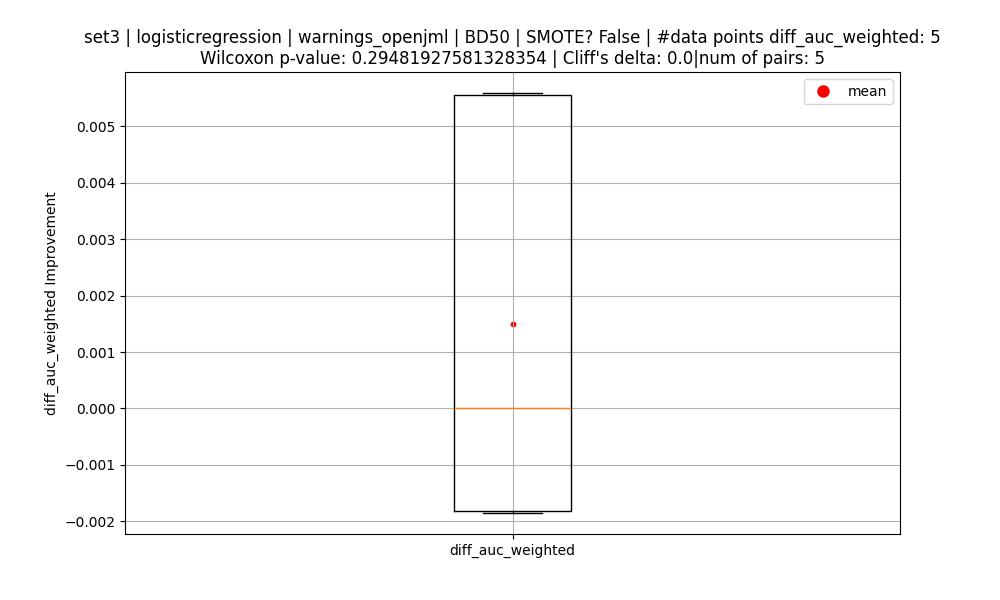 set3 | logisticregression | warnings_openjml | BD50 | SMOTE? False | #data points diff_auc_weighted: 5
Wilcoxon p-value: 0.29481927581328354 | Cliff's delta: 0.0|num of pairs: 5
mean
0.005
0.004
0.003
0.002
0.001
0.000
−0.001
−0.002
diff_auc_weighted Improvement
diff_auc_weighted